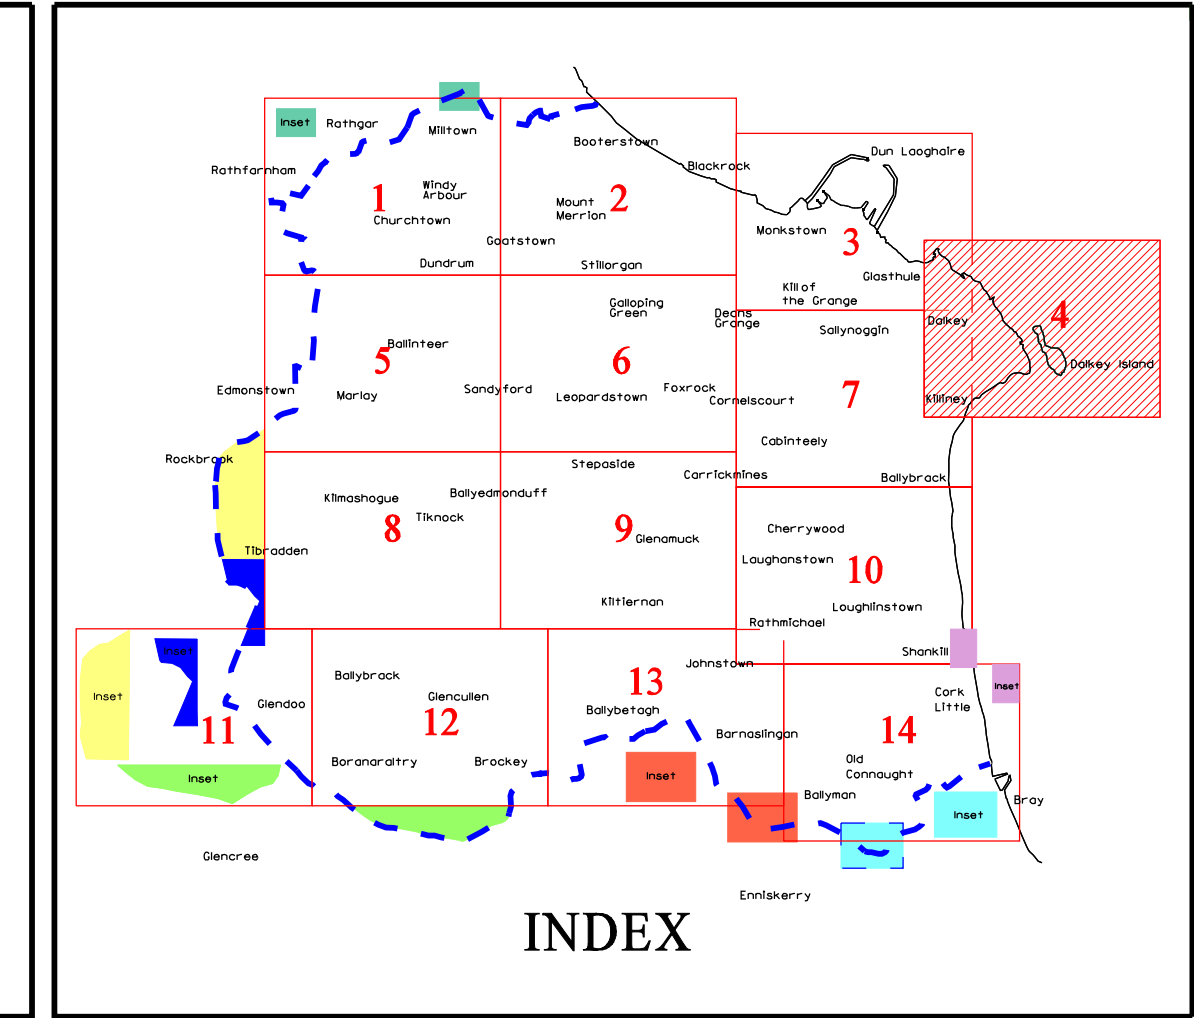 Inset
Rathgar
Milltown
Booterstown
Dun Laoghaire
Blackrock
Rathfarnham
1
Windy
Arbour
Mount
Merrion
2
Churchtown
Monkstown
3
Goatstown
Dundrum
Stillorgan
Glasthule
Kill of
the Grange
Galloping
Green
Deans
Grange
Sallynoggin
Dalkey
4
Dalkey Island
Ballinteer
5
6
Edmonstown
Marlay
Sandyford
Leopardstown
Foxrock
Cornelscourt
7
Killiney
Cabinteely
Rockbrook
Stepaside
Carrickmines
Ballybrack
Kilmashogue
Ballyedmonduff
Tiknock
8
9
Glenamuck
Cherrywood
Tibradden
Laughanstown
10
Kiltiernan
Loughlinstown
Rathmichael
Inset
Shankill
Johnstown
Ballybrack
13
Inset
Inset
Glencullen
Cork
Little
Glendoo
11
12
Ballybetagh
Barnaslingan
14
Boranaraltry
Brockey
Old
Connaught
Inset
Inset
Ballyman
Bray
Inset
Glencree
Enniskerry
INDEX